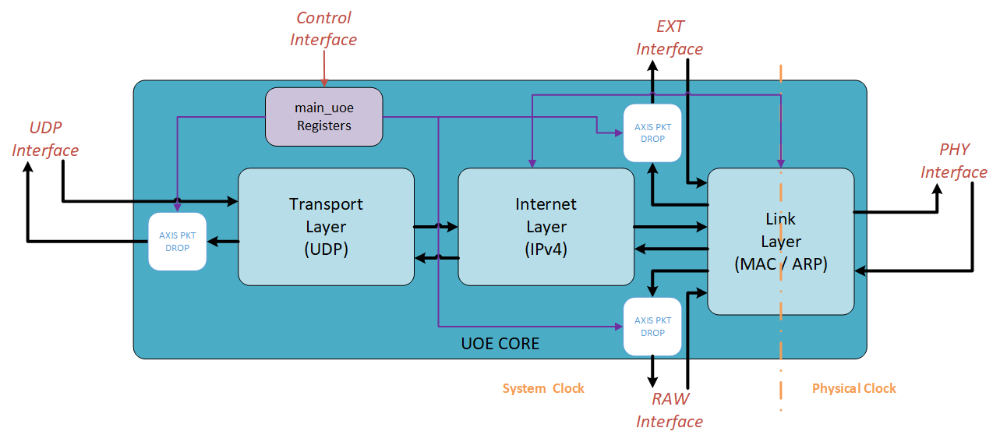 Control
Interface
EXT
Interface
main_uoe
Registers
AXIS PKT
DROP
UDP
Interface
PHY
Interface
Transport
Layer
(UDP)
Internet
Layer
(IPv4)
Link
Layer
(MAC / ARP)
AXIS PKT
DROP
AXIS PKT
DROP
UOE CORE
System Clock
Physical Clock
RAW
Interface